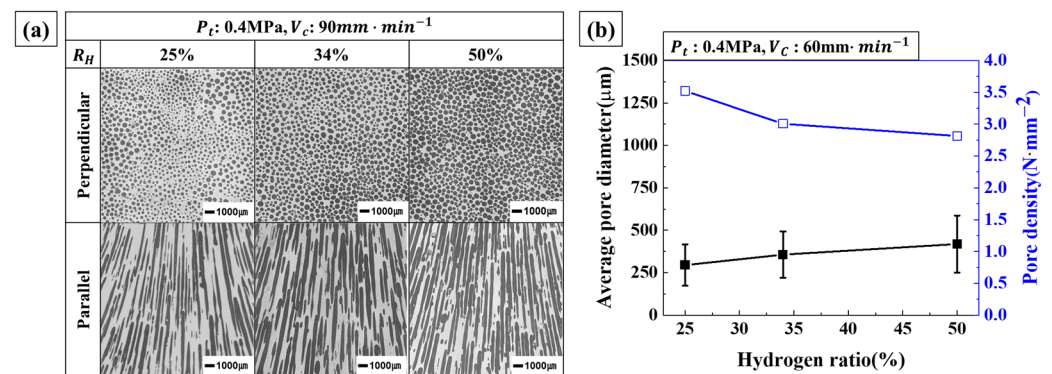 (a)
P_t: 0.4MPa, V_C: 90mm · min⁻¹
R_H 25% 34% 50%
Perpendicular
1000μm 1000μm 1000μm
Parallel
1000μm 1000μm 1000μm
(b)
P_t : 0.4MPa, V_C : 60mm· min⁻¹
Average pore diameter(μm)
1500
1250
1000
750
500
250
0
4.0
3.5
3.0
2.5
2.0
1.5
1.0
0.5
0.0
Pore density(N·mm⁻²)
25 30 35 40 45 50
Hydrogen ratio(%)